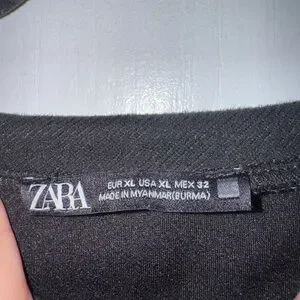 ZARA
EUR XL USA XL MEX 32
MADE IN MYANMAR(BURMA)